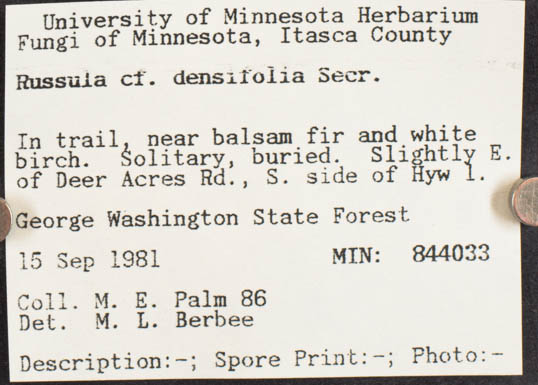 University of Minnesota Herbarium
Fungi of Minnesota, Itasca County
Russula cf. densifolia Secr.
In trail, near balsam fir and white
birch.  Solitary, buried.  Slightly E.
of Deer Acres Rd., S. side of Hyw 1.
George Washington State Forest
15 Sep 1981 MIN: 844033
Coll. M. E. Palm 86
Det. M. L. Berbee
Description:-; Spore Print:-; Photo:-